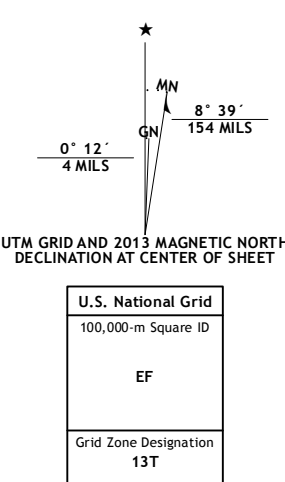 ★
MN
8° 39´
154 MILS
GN
0° 12´
4 MILS
UTM GRID AND 2013 MAGNETIC NORTH
DECLINATION AT CENTER OF SHEET
U.S. National Grid
100,000-m Square ID
EF
Grid Zone Designation
13T